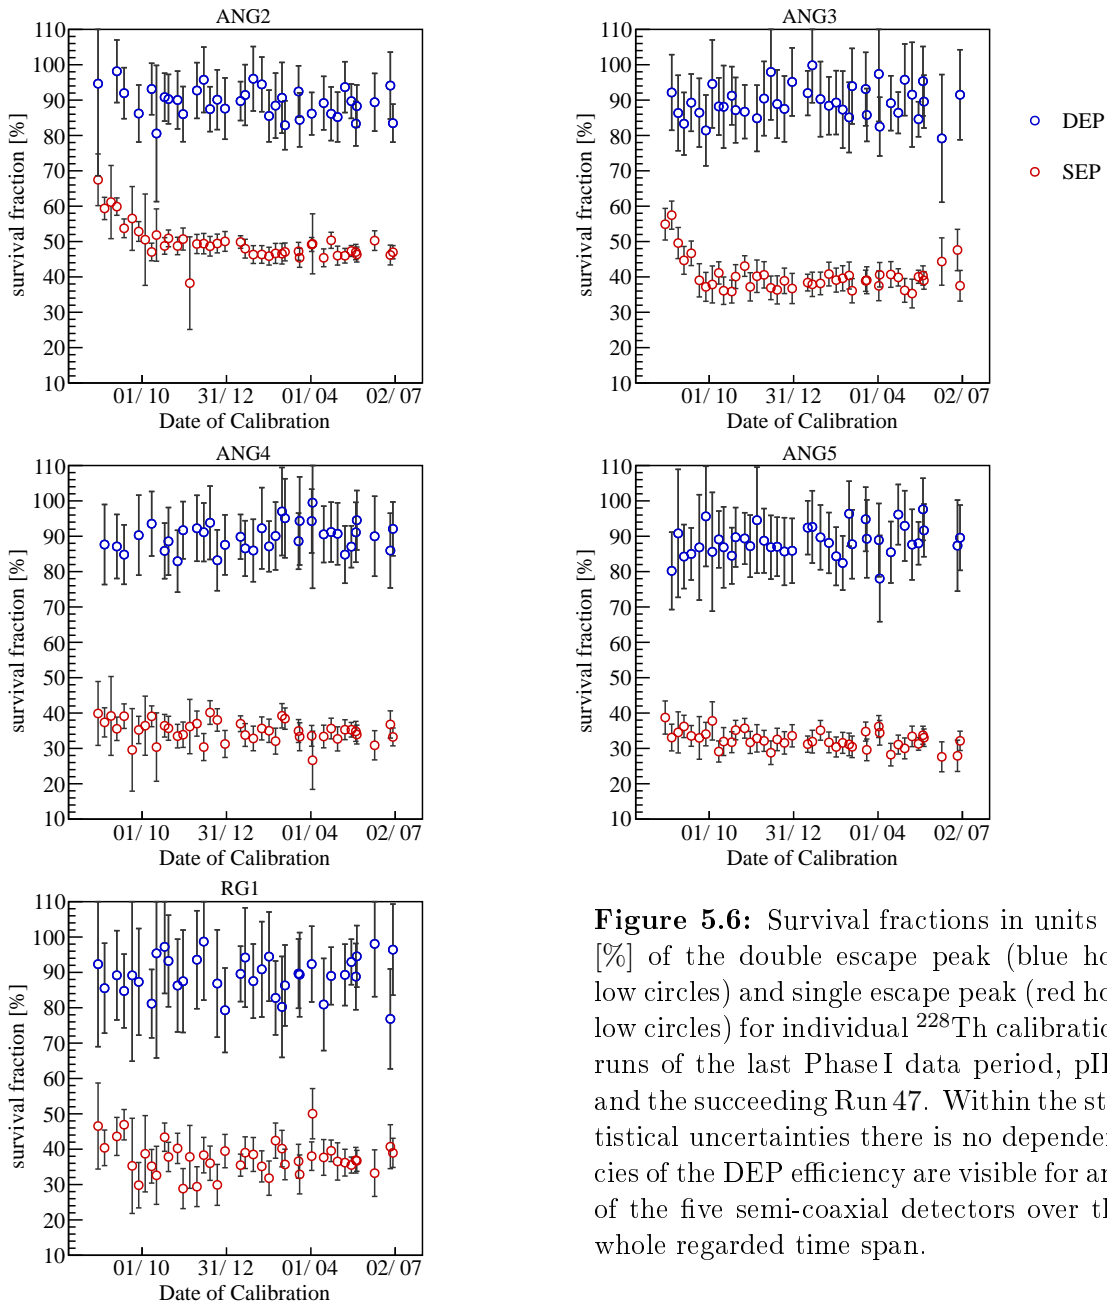 ANG2
survival fraction [%]
110
100
90
80
70
60
50
40
30
20
10
01/ 10 31/ 12 01/ 04 02/ 07
Date of Calibration
ANG3
survival fraction [%]
110
100
90
80
70
60
50
40
30
20
10
01/ 10 31/ 12 01/ 04 02/ 07
Date of Calibration
DEP
SEP
ANG4
survival fraction [%]
110
100
90
80
70
60
50
40
30
20
10
01/ 10 31/ 12 01/ 04 02/ 07
Date of Calibration
ANG5
survival fraction [%]
110
100
90
80
70
60
50
40
30
20
10
01/ 10 31/ 12 01/ 04 02/ 07
Date of Calibration
RG1
survival fraction [%]
110
100
90
80
70
60
50
40
30
20
10
01/ 10 31/ 12 01/ 04 02/ 07
Date of Calibration
Figure 5.6: Survival fractions in units
[%] of the double escape peak (blue ho
low circles) and single escape peak (red ho
low circles) for individual ²²⁸Th calibratio
runs of the last Phase I data period, pII
and the succeeding Run 47. Within the st
tistical uncertainties there is no depende
cies of the DEP efficiency are visible for an
of the five semi-coaxial detectors over th
whole regarded time span.